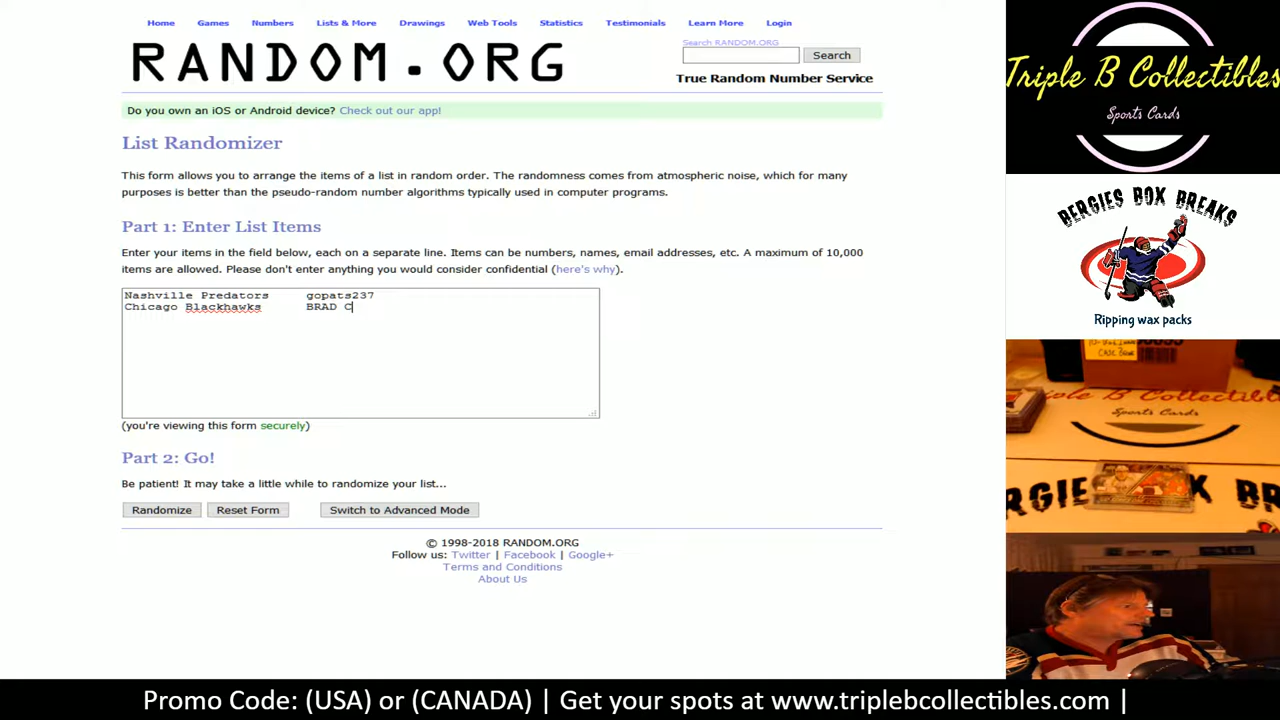 Home Games Numbers Lists & More Drawings Web Tools Statistics Testimonials Learn More Login
RANDOM.ORG
Search RANDOM.ORG
Search
True Random Number Service
Do you own an iOS or Android device? Check out our app!
List Randomizer
This form allows you to arrange the items of a list in random order. The randomness comes from atmospheric noise, which for many
purposes is better than the pseudo-random number algorithms typically used in computer programs.
Part 1: Enter List Items
Enter your items in the field below, each on a separate line. Items can be numbers, names, email addresses, etc. A maximum of 10,000
items are allowed. Please don't enter anything you would consider confidential (here's why).
Nashville Predators gopats237
Chicago Blackhawks BRAD C
(you're viewing this form securely)
Part 2: Go!
Be patient! It may take a little while to randomize your list...
Randomize Reset Form Switch to Advanced Mode
© 1998-2018 RANDOM.ORG
Follow us: Twitter | Facebook | Google+
Terms and Conditions
About Us
Triple B Collectibles
Sports Cards
BERGIES BOX BREAKS
Ripping wax packs
CASE
Triple B Collectibles
Sports Cards
Promo Code: (USA) or (CANADA) | Get your spots at www.triplebcollectibles.com |